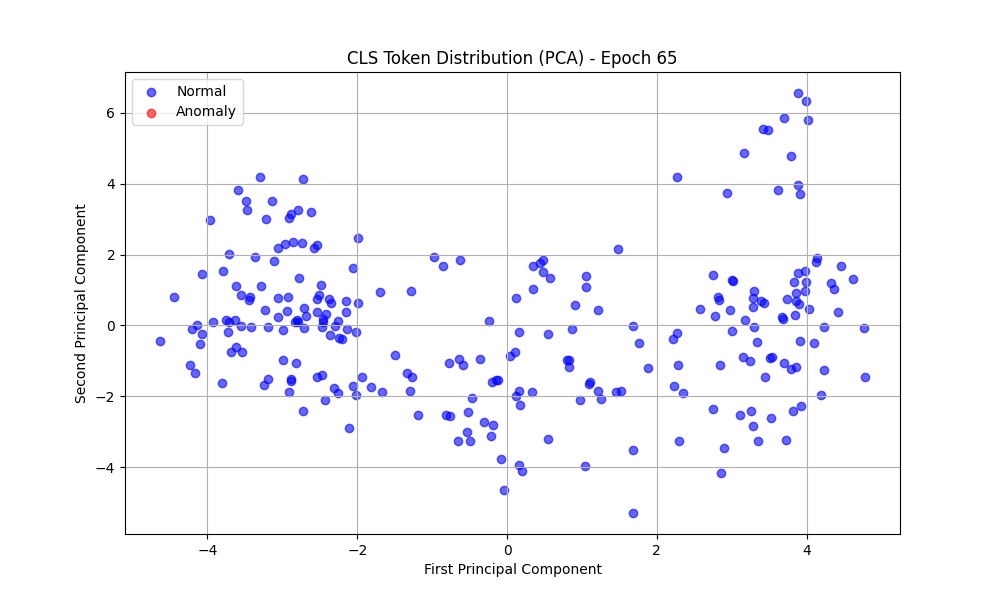 CLS Token Distribution (PCA) - Epoch 65
Normal
Anomaly
6
4
2
0
−2
−4
Second Principal Component
−4 −2 0 2 4
First Principal Component